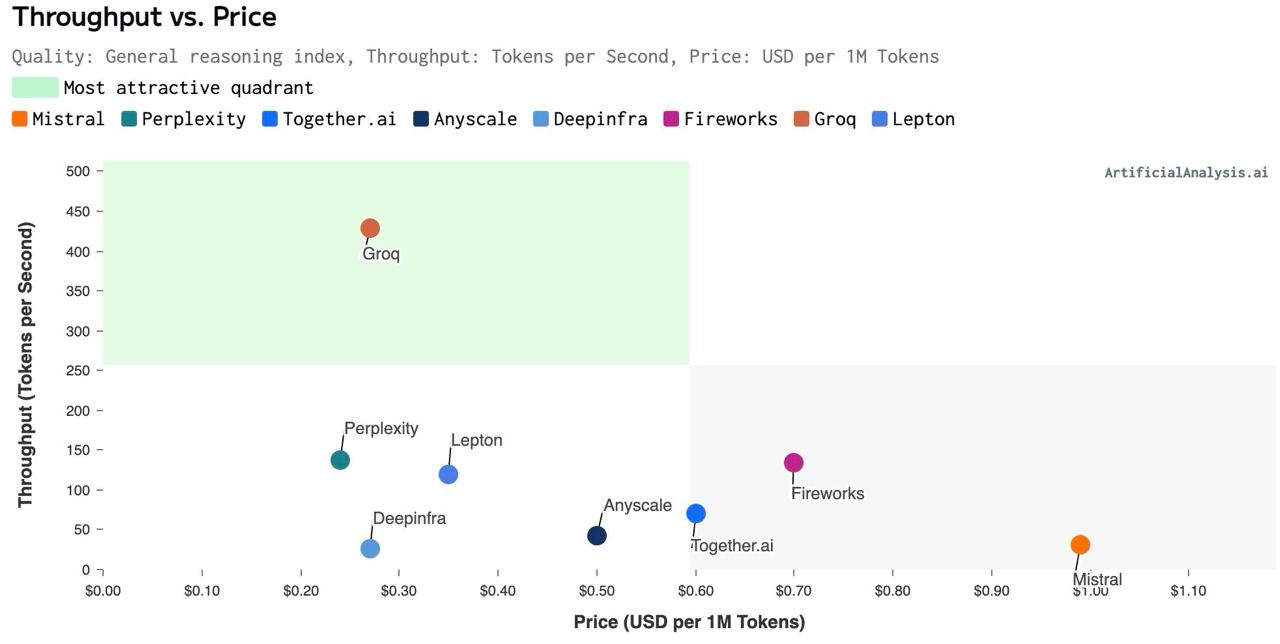 Throughput vs. Price
Quality: General reasoning index, Throughput: Tokens per Second, Price: USD per 1M Tokens
Most attractive quadrant
Mistral Perplexity Together.ai Anyscale Deepinfra Fireworks Groq Lepton
ArtificialAnalysis.ai
Throughput (Tokens per Second)
500
450
400
350
300
250
200
150
100
50
0
Groq
Perplexity
Lepton
Deepinfra
Anyscale
Together.ai
Fireworks
Mistral
$0.00 $0.10 $0.20 $0.30 $0.40 $0.50 $0.60 $0.70 $0.80 $0.90 $1.00 $1.10
Price (USD per 1M Tokens)